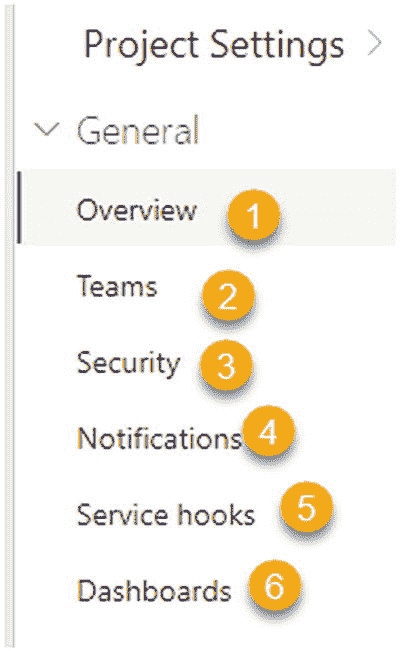 Project Settings >
General
Overview 1
Teams 2
Security 3
Notifications 4
Service hooks 5
Dashboards 6